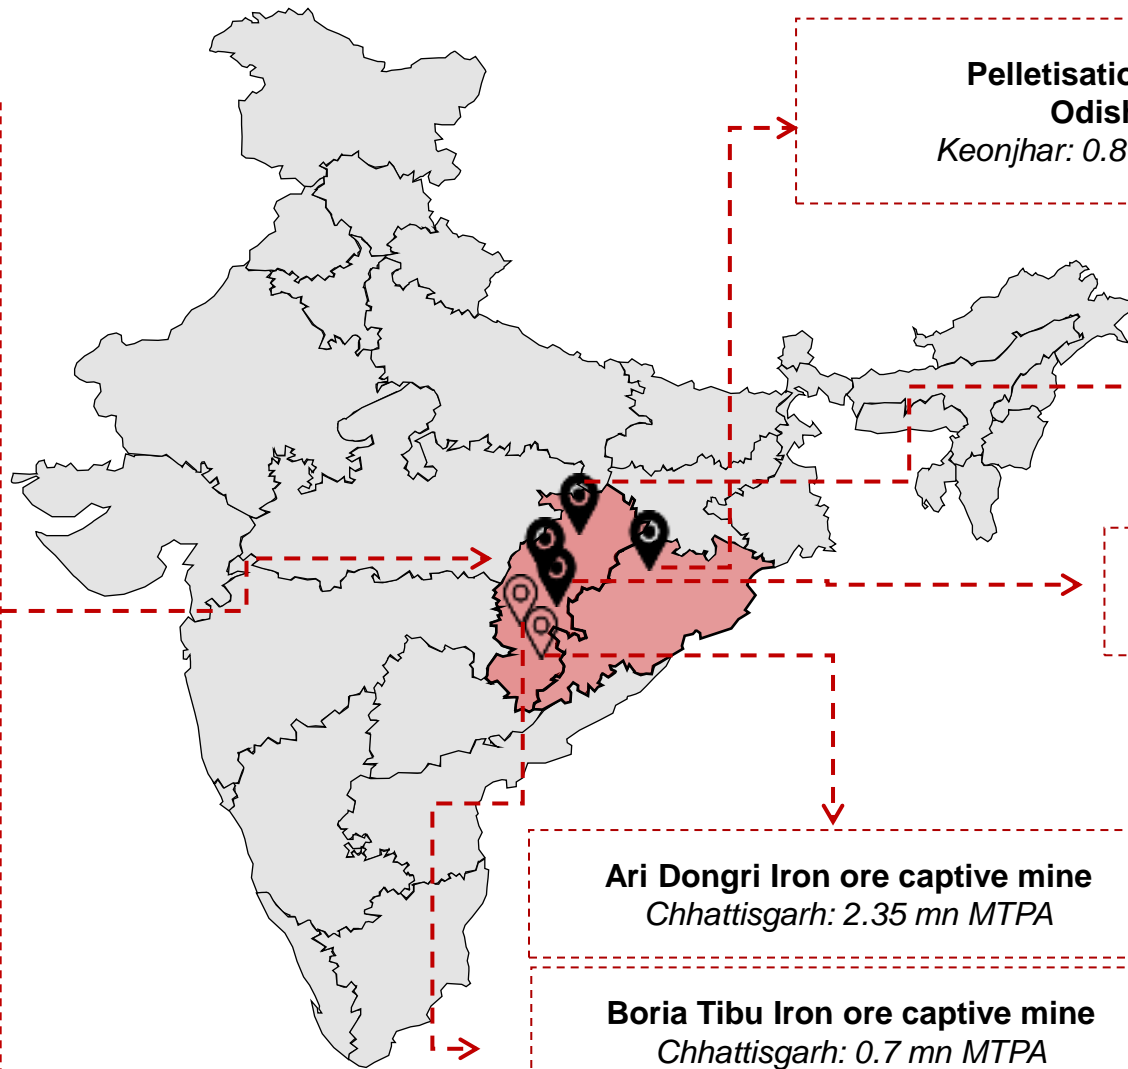 Pelletisatio
Odish
Keonjhar: 0.8
Ari Dongri Iron ore captive mine
Chhattisgarh: 2.35 mn MTPA
Boria Tibu Iron ore captive mine
Chhattisgarh: 0.7 mn MTPA